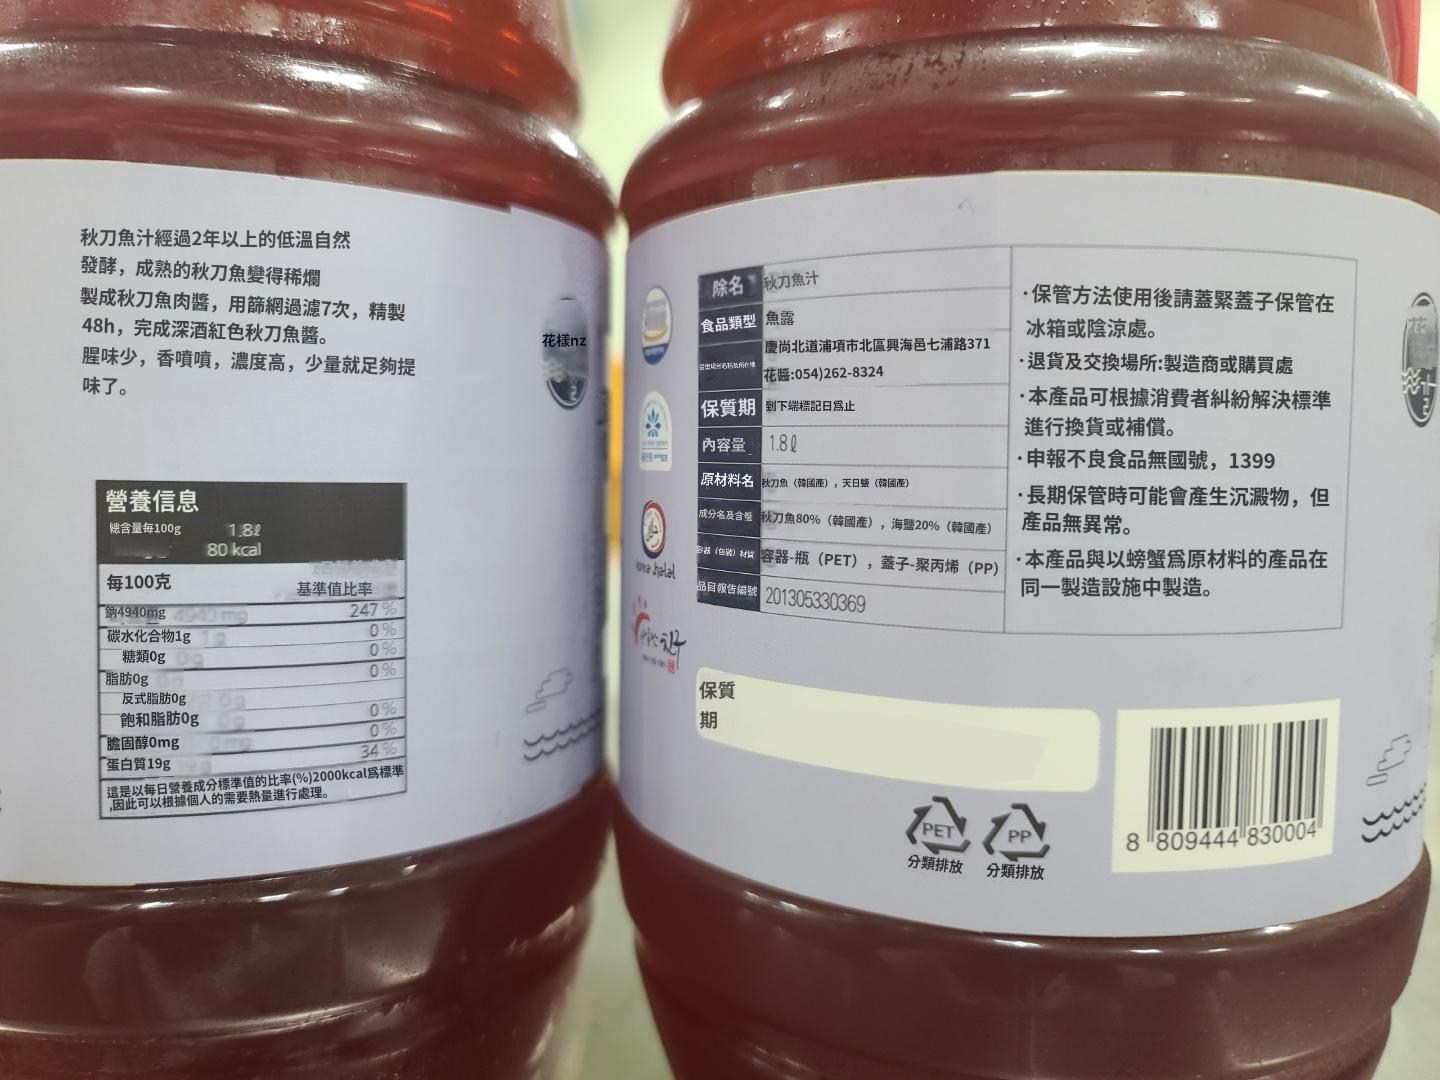 秋刀魚汁經過2年以上的低溫自然
發酵，成熟的秋刀魚變得稀爛
製成秋刀魚肉醬，用篩網過濾7次，精製
48h，完成深酒紅色秋刀魚醬。
腥味少，香噴噴，濃度高，少量就足夠提
味了。
花樣nz
營養信息
總含量每100g 1.8ℓ
80 kcal
每100克 基準值比率
鈉4940mg 247 %
碳水化合物1g 0 %
糖類0g 0 %
脂肪0g 0 %
反式脂肪0g
飽和脂肪0g 0 %
膽固醇0mg 0 %
蛋白質19g 34 %
這是以每日營養成分標準值的比率(%)2000kcal爲標準
,因此可以根據個人的需要熱量進行處理。
除名 秋刀魚汁
食品類型 魚露
慶尚北道浦項市北區興海邑七浦路371
花醬:054)262-8324
保質期 到下端標記日爲止
內容量 1.8ℓ
原材料名 秋刀魚（韓國產），天日鹽（韓國產）
成分名及含量 秋刀魚80%（韓國產），海鹽20%（韓國產）
容器（包裝）材質 容器-瓶（PET），蓋子-聚丙烯（PP）
品目報告編號 201305330369
·保管方法使用後請蓋緊蓋子保管在
冰箱或陰涼處。
·退貨及交換場所:製造商或購買處
·本產品可根據消費者糾紛解決標準
進行換貨或補償。
·申報不良食品無國號，1399
·長期保管時可能會產生沉澱物，但
產品無異常。
·本產品與以螃蟹爲原材料的產品在
同一製造設施中製造。
保質
期
PET
分類排放
PP
分類排放
8 809444 830004